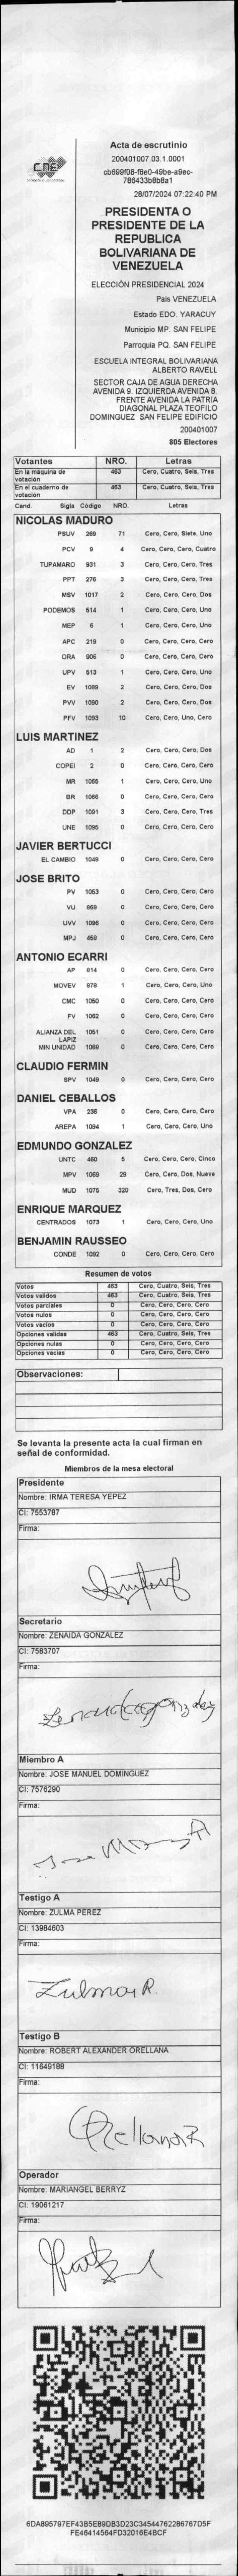 CNE
Acta de escrutinio
200401007.03.1.0001
28/07/2024 07:22:40 PM
PRESIDENTA O
PRESIDENTE DE LA
REPUBLICA
BOLIVARIANA DE
VENEZUELA
ELECCIÓN PRESIDENCIAL 2024
País VENEZUELA
Estado EDO. YARACUY
Municipio MP. SAN FELIPE
Parroquia PQ. SAN FELIPE
ESCUELA INTEGRAL BOLIVARIANA
ALBERTO RAVELL
SECTOR CAJA DE AGUA DERECHA
AVENIDA 9. IZQUIERDA AVENIDA 8.
FRENTE AVENIDA LA PATRIA
DIAGONAL PLAZA TEOFILO
DOMINGUEZ SAN FELIPE EDIFICIO
200401007
805 Electores
Votantes NRO. Letras
En la máquina de votación 463 Cero, Cuatro, Seis, Tres
En el cuaderno de votación 463 Cero, Cuatro, Seis, Tres
Cand. Sigla Código NRO. Letras
NICOLAS MADURO
PSUV 269 71 Cero, Cero, Siete, Uno
PCV 9 4 Cero, Cero, Cero, Cuatro
TUPAMARO 931 3 Cero, Cero, Cero, Tres
PPT 276 3 Cero, Cero, Cero, Tres
MSV 1017 2 Cero, Cero, Cero, Dos
PODEMOS 514 1 Cero, Cero, Cero, Uno
MEP 6 1 Cero, Cero, Cero, Uno
APC 219 0 Cero, Cero, Cero, Cero
ORA 906 0 Cero, Cero, Cero, Cero
UPV 513 1 Cero, Cero, Cero, Uno
EV 1089 2 Cero, Cero, Cero, Dos
PVV 1090 2 Cero, Cero, Cero, Dos
PFV 1093 10 Cero, Cero, Uno, Cero
LUIS MARTINEZ
AD 1 2 Cero, Cero, Cero, Dos
COPEI 2 0 Cero, Cero, Cero, Cero
MR 1065 1 Cero, Cero, Cero, Uno
BR 1066 0 Cero, Cero, Cero, Cero
DDP 1091 3 Cero, Cero, Cero, Tres
UNE 1095 0 Cero, Cero, Cero, Cero
JAVIER BERTUCCI
EL CAMBIO 1048 0 Cero, Cero, Cero, Cero
JOSE BRITO
PV 1053 0 Cero, Cero, Cero, Cero
VU 869 0 Cero, Cero, Cero, Cero
UVV 1096 0 Cero, Cero, Cero, Cero
MPJ 459 0 Cero, Cero, Cero, Cero
ANTONIO ECARRI
AP 814 0 Cero, Cero, Cero, Cero
MOVEV 978 1 Cero, Cero, Cero, Uno
CMC 1050 0 Cero, Cero, Cero, Cero
FV 1062 0 Cero, Cero, Cero, Cero
ALIANZA DEL LAPIZ 1051 0 Cero, Cero, Cero, Cero
MIN UNIDAD 1068 0 Cero, Cero, Cero, Cero
CLAUDIO FERMIN
SPV 1049 0 Cero, Cero, Cero, Cero
DANIEL CEBALLOS
VPA 236 0 Cero, Cero, Cero, Cero
AREPA 1094 1 Cero, Cero, Cero, Uno
EDMUNDO GONZALEZ
UNTC 460 5 Cero, Cero, Cero, Cinco
MPV 1069 29 Cero, Cero, Dos, Nueve
MUD 1075 320 Cero, Tres, Dos, Cero
ENRIQUE MARQUEZ
CENTRADOS 1073 1 Cero, Cero, Cero, Uno
BENJAMIN RAUSSEO
CONDE 1092 0 Cero, Cero, Cero, Cero
Resumen de votos
Votos 463 Cero, Cuatro, Seis, Tres
Votos validos 463 Cero, Cuatro, Seis, Tres
Votos parciales 0 Cero, Cero, Cero, Cero
Votos nulos 0 Cero, Cero, Cero, Cero
Votos vacios 0 Cero, Cero, Cero, Cero
Opciones validas 463 Cero, Cuatro, Seis, Tres
Opciones nulas 0 Cero, Cero, Cero, Cero
Opciones vacias 0 Cero, Cero, Cero, Cero
Observaciones:
Se levanta la presente acta la cual firman en
señal de conformidad.
Miembros de la mesa electoral
Presidente
Nombre: IRMA TERESA YEPEZ
CI: 7553787
Firma:
Secretario
Nombre: ZENAIDA GONZALEZ
CI: 7583707
Firma:
Zenaida gonzalez
Miembro A
Nombre: JOSE MANUEL DOMINGUEZ
CI: 7576290
Firma:
Testigo A
Nombre: ZULMA PEREZ
CI: 13984603
Firma:
Zulma R.
Testigo B
Nombre: ROBERT ALEXANDER ORELLANA
CI: 11649188
Firma:
Orellana R
Operador
Nombre: MARIANGEL BERRYZ
CI: 19061217
Firma: